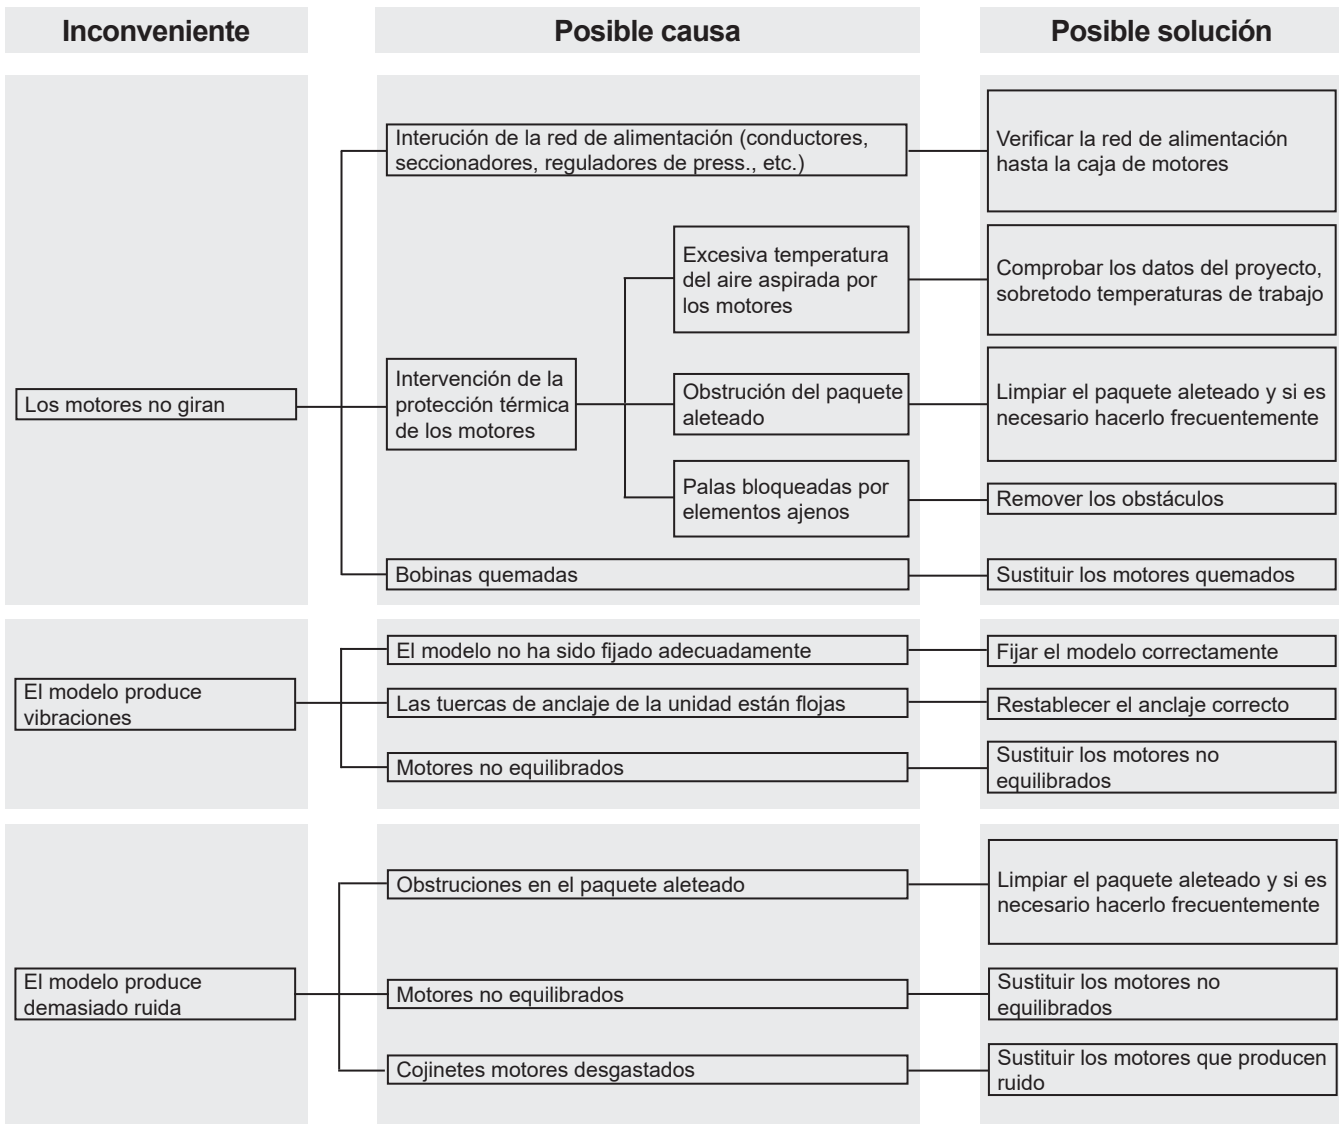 Inconveniente
Posible causa
Posible solución
Los motores no giran
Interución de la red de alimentación (conductores,
seccionadores, reguladores de press., etc.)
Verificar la red de alimentación
hasta la caja de motores
Intervención de la
protección térmica
de los motores
Excesiva temperatura
del aire aspirada por
los motores
Comprobar los datos del proyecto,
sobretodo temperaturas de trabajo
Obstrución del paquete
aleteado
Limpiar el paquete aleteado y si es
necesario hacerlo frecuentemente
Palas bloqueadas por
elementos ajenos
Remover los obstáculos
Bobinas quemadas
Sustituir los motores quemados
El modelo produce
vibraciones
El modelo no ha sido fijado adecuadamente
Fijar el modelo correctamente
Las tuercas de anclaje de la unidad están flojas
Restablecer el anclaje correcto
Motores no equilibrados
Sustituir los motores no
equilibrados
El modelo produce
demasiado ruida
Obstruciones en el paquete aleteado
Limpiar el paquete aleteado y si es
necesario hacerlo frecuentemente
Motores no equilibrados
Sustituir los motores no
equilibrados
Cojinetes motores desgastados
Sustituir los motores que producen
ruido